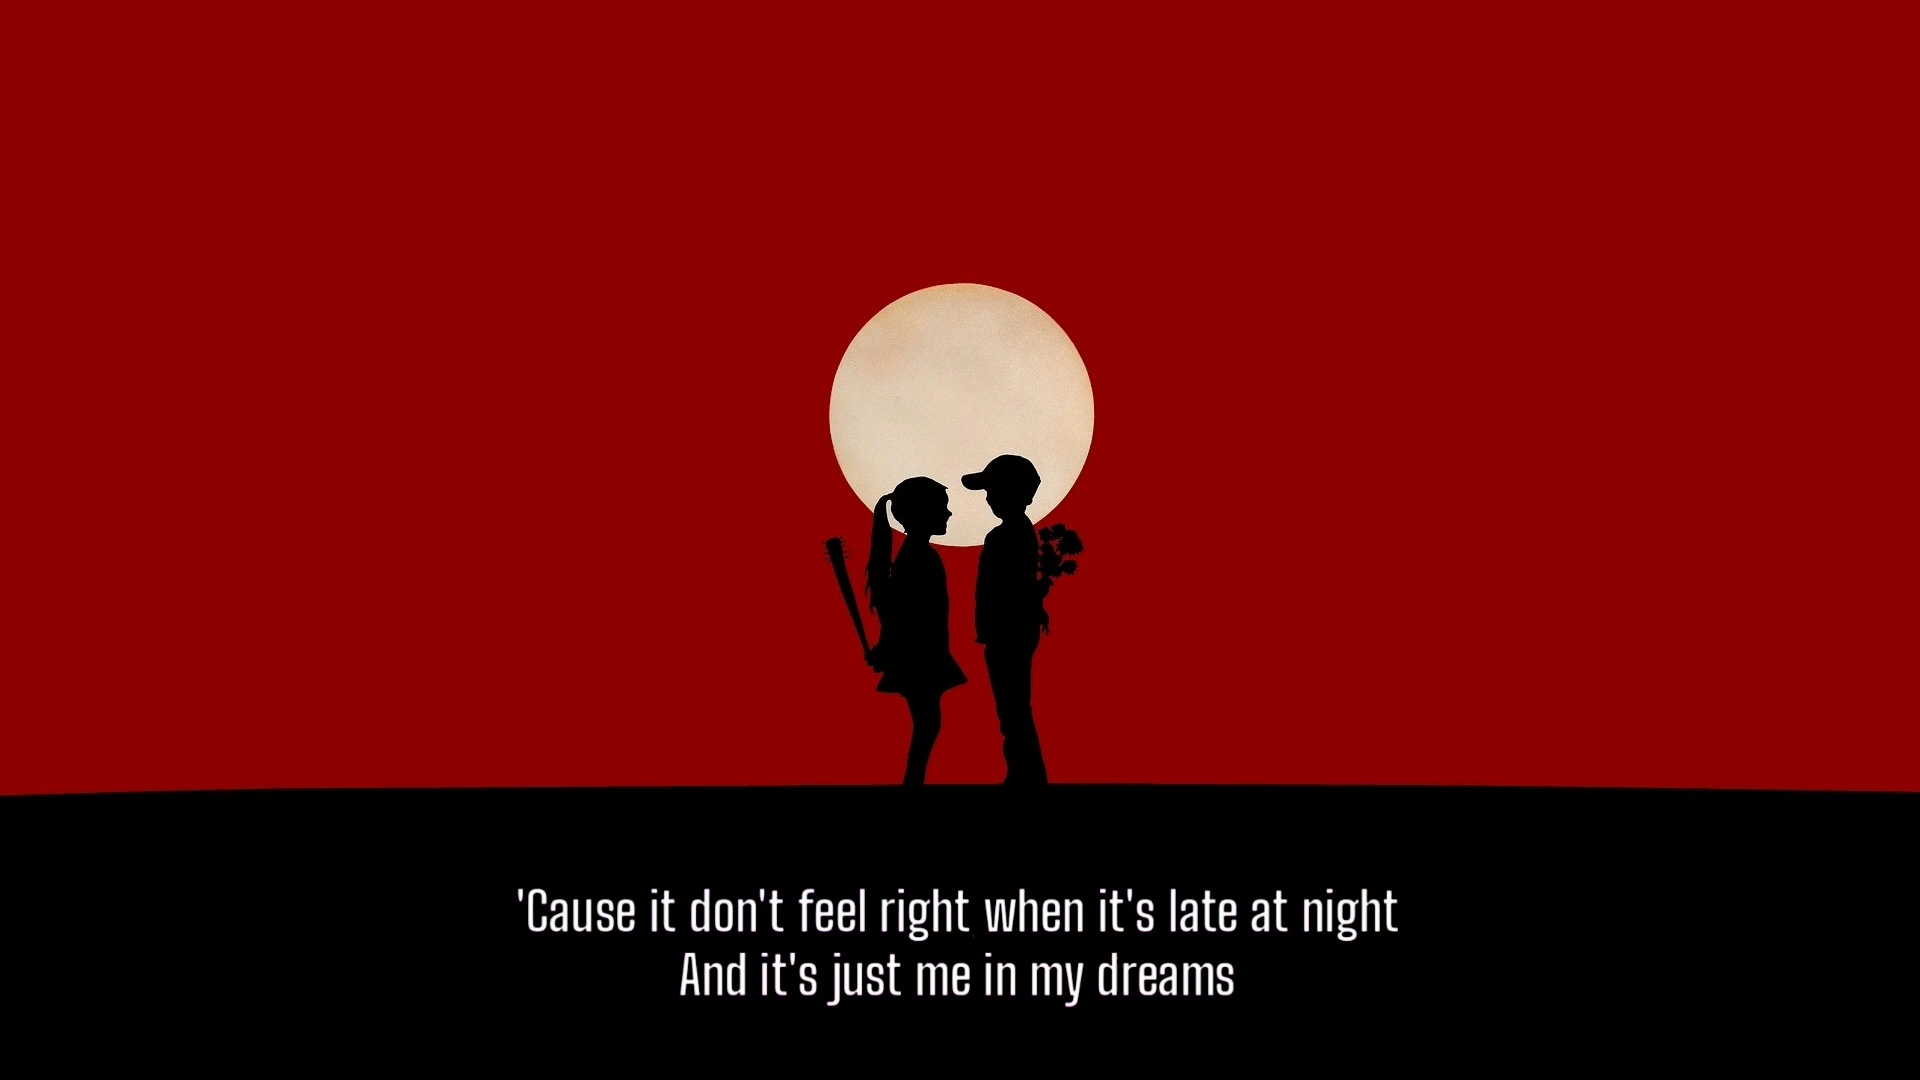 'Cause it don't feel right when it's late at night
And it's just me in my dreams